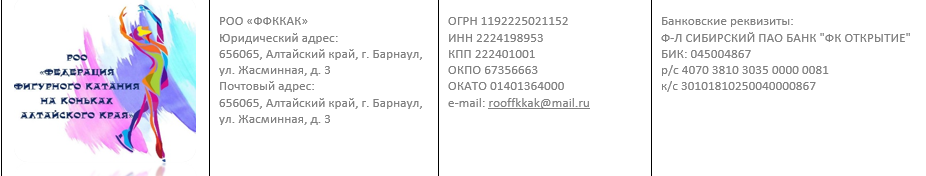 РОО
«ФЕДЕРАЦИЯ
ФИГУРНОГО КАТАНИЯ
НА КОНЬКАХ
АЛТАЙСКОГО КРАЯ»
РОО «ФФККАК»
Юридический адрес:
656065, Алтайский край, г. Барнаул,
ул. Жасминная, д. 3
Почтовый адрес:
656065, Алтайский край, г. Барнаул,
ул. Жасминная, д. 3
ОГРН 1192225021152
ИНН 2224198953
КПП 222401001
ОКПО 67356663
ОКАТО 01401364000
e-mail: rooffkkak@mail.ru
Банковские реквизиты:
Ф-Л СИБИРСКИЙ ПАО БАНК "ФК ОТКРЫТИЕ"
БИК: 045004867
р/с 4070 3810 3035 0000 0081
к/с 30101810250040000867